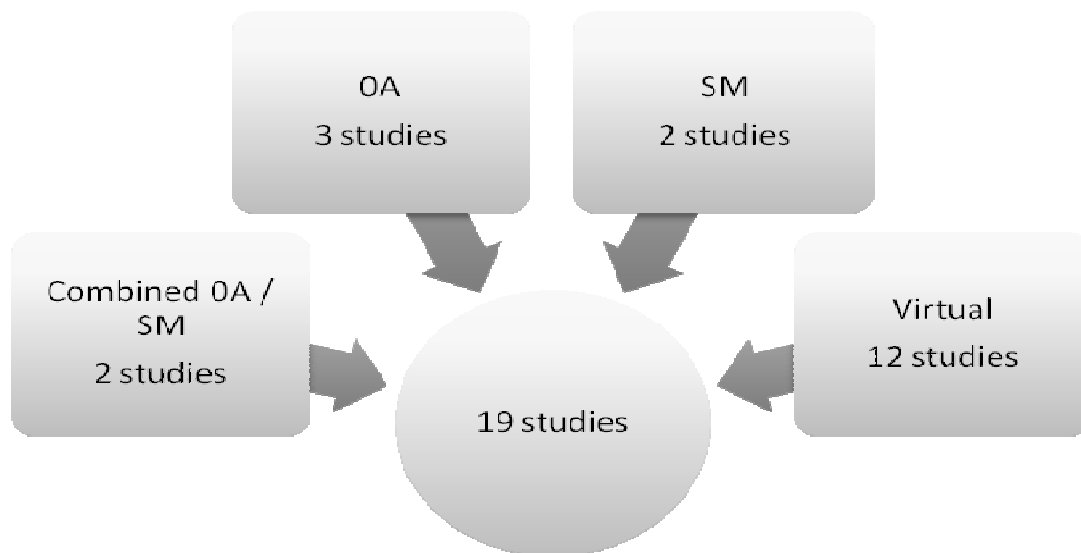 0A
3 studies
SM
2 studies
Combined 0A /
SM
2 studies
Virtual
12 studies
19 studies